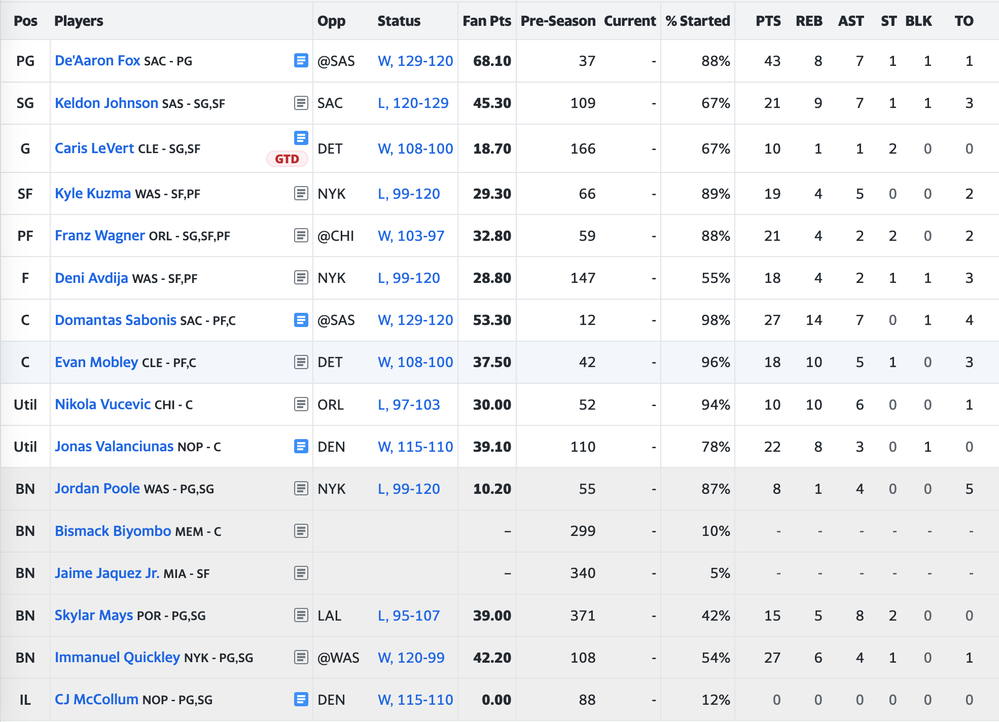 Pos Players Opp Status Fan Pts Pre-Season Current % Started PTS REB AST ST BLK TO
PG De'Aaron Fox SAC - PG @SAS W, 129-120 68.10 37 - 88% 43 8 7 1 1 1
SG Keldon Johnson SAS - SG,SF SAC L, 120-129 45.30 109 - 67% 21 9 7 1 1 3
G Caris LeVert CLE - SG,SF GTD DET W, 108-100 18.70 166 - 67% 10 1 1 2 0 0
SF Kyle Kuzma WAS - SF,PF NYK L, 99-120 29.30 66 - 89% 19 4 5 0 0 2
PF Franz Wagner ORL - SG,SF,PF @CHI W, 103-97 32.80 59 - 88% 21 4 2 2 0 2
F Deni Avdija WAS - SF,PF NYK L, 99-120 28.80 147 - 55% 18 4 2 1 1 3
C Domantas Sabonis SAC - PF,C @SAS W, 129-120 53.30 12 - 98% 27 14 7 0 1 4
C Evan Mobley CLE - PF,C DET W, 108-100 37.50 42 - 96% 18 10 5 1 0 3
Util Nikola Vucevic CHI - C ORL L, 97-103 30.00 52 - 94% 10 10 6 0 0 1
Util Jonas Valanciunas NOP - C DEN W, 115-110 39.10 110 - 78% 22 8 3 0 1 0
BN Jordan Poole WAS - PG,SG NYK L, 99-120 10.20 55 - 87% 8 1 4 0 0 5
BN Bismack Biyombo MEM - C – 299 - 10% - - - - - -
BN Jaime Jaquez Jr. MIA - SF – 340 - 5% - - - - - -
BN Skylar Mays POR - PG,SG LAL L, 95-107 39.00 371 - 42% 15 5 8 2 0 0
BN Immanuel Quickley NYK - PG,SG @WAS W, 120-99 42.20 108 - 54% 27 6 4 1 0 1
IL CJ McCollum NOP - PG,SG DEN W, 115-110 0.00 88 - 12% 0 0 0 0 0 0